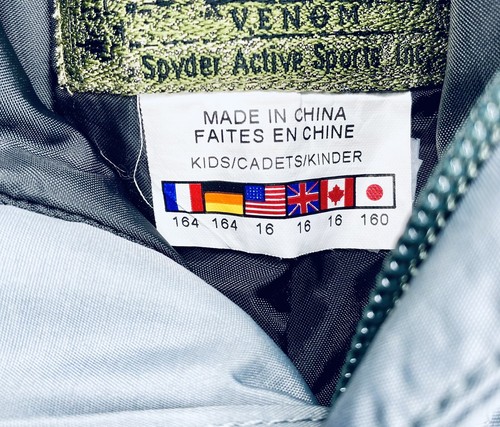 VENOM
Spyder Active Sports Inc.
MADE IN CHINA
FAITES EN CHINE
KIDS/CADETS/KINDER
164 164 16 16 16 160